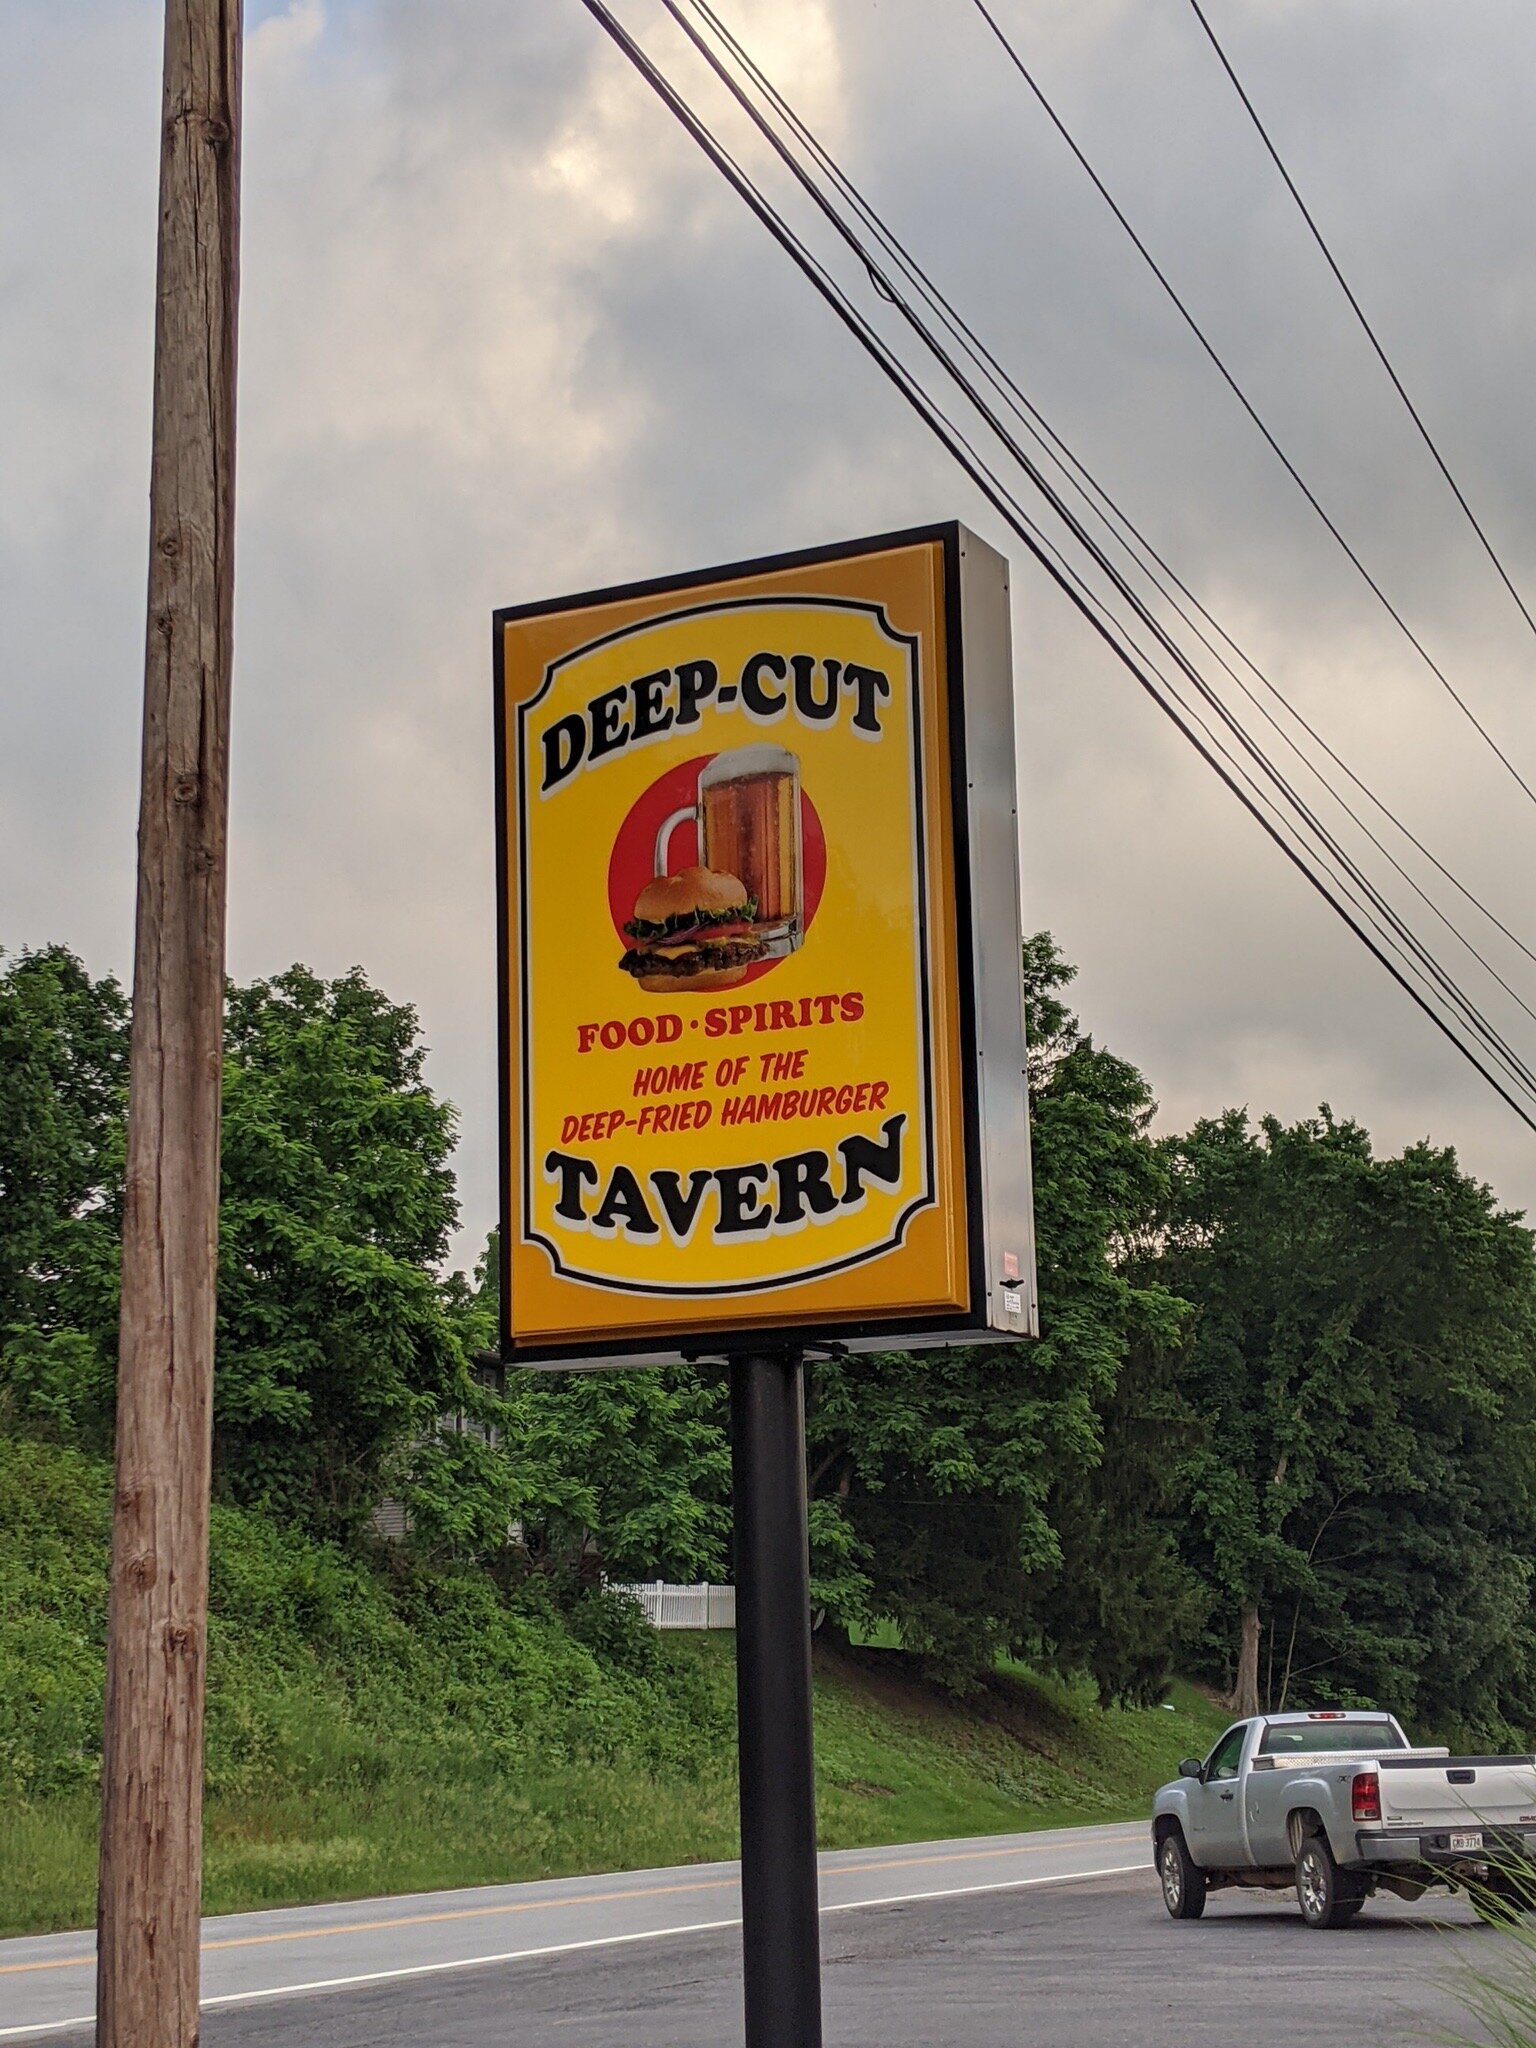 DEEP-CUT
FOOD · SPIRITS
HOME OF THE
DEEP-FRIED HAMBURGER
TAVERN